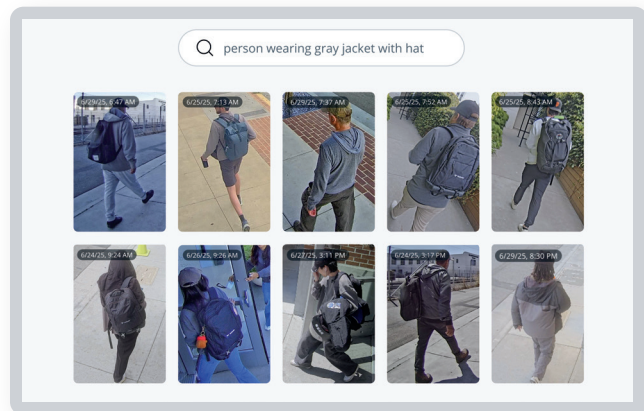 person wearing gray jacket with hat
6/29/25, 6:47 AM
6/25/25, 7:13 AM
6/29/25, 7:37 AM
6/25/25, 7:52 AM
6/25/25, 8:43 AM
6/24/25, 9:24 AM
6/26/25, 9:26 AM
6/27/25, 3:11 PM
6/24/25, 3:17 PM
6/29/25, 8:30 PM